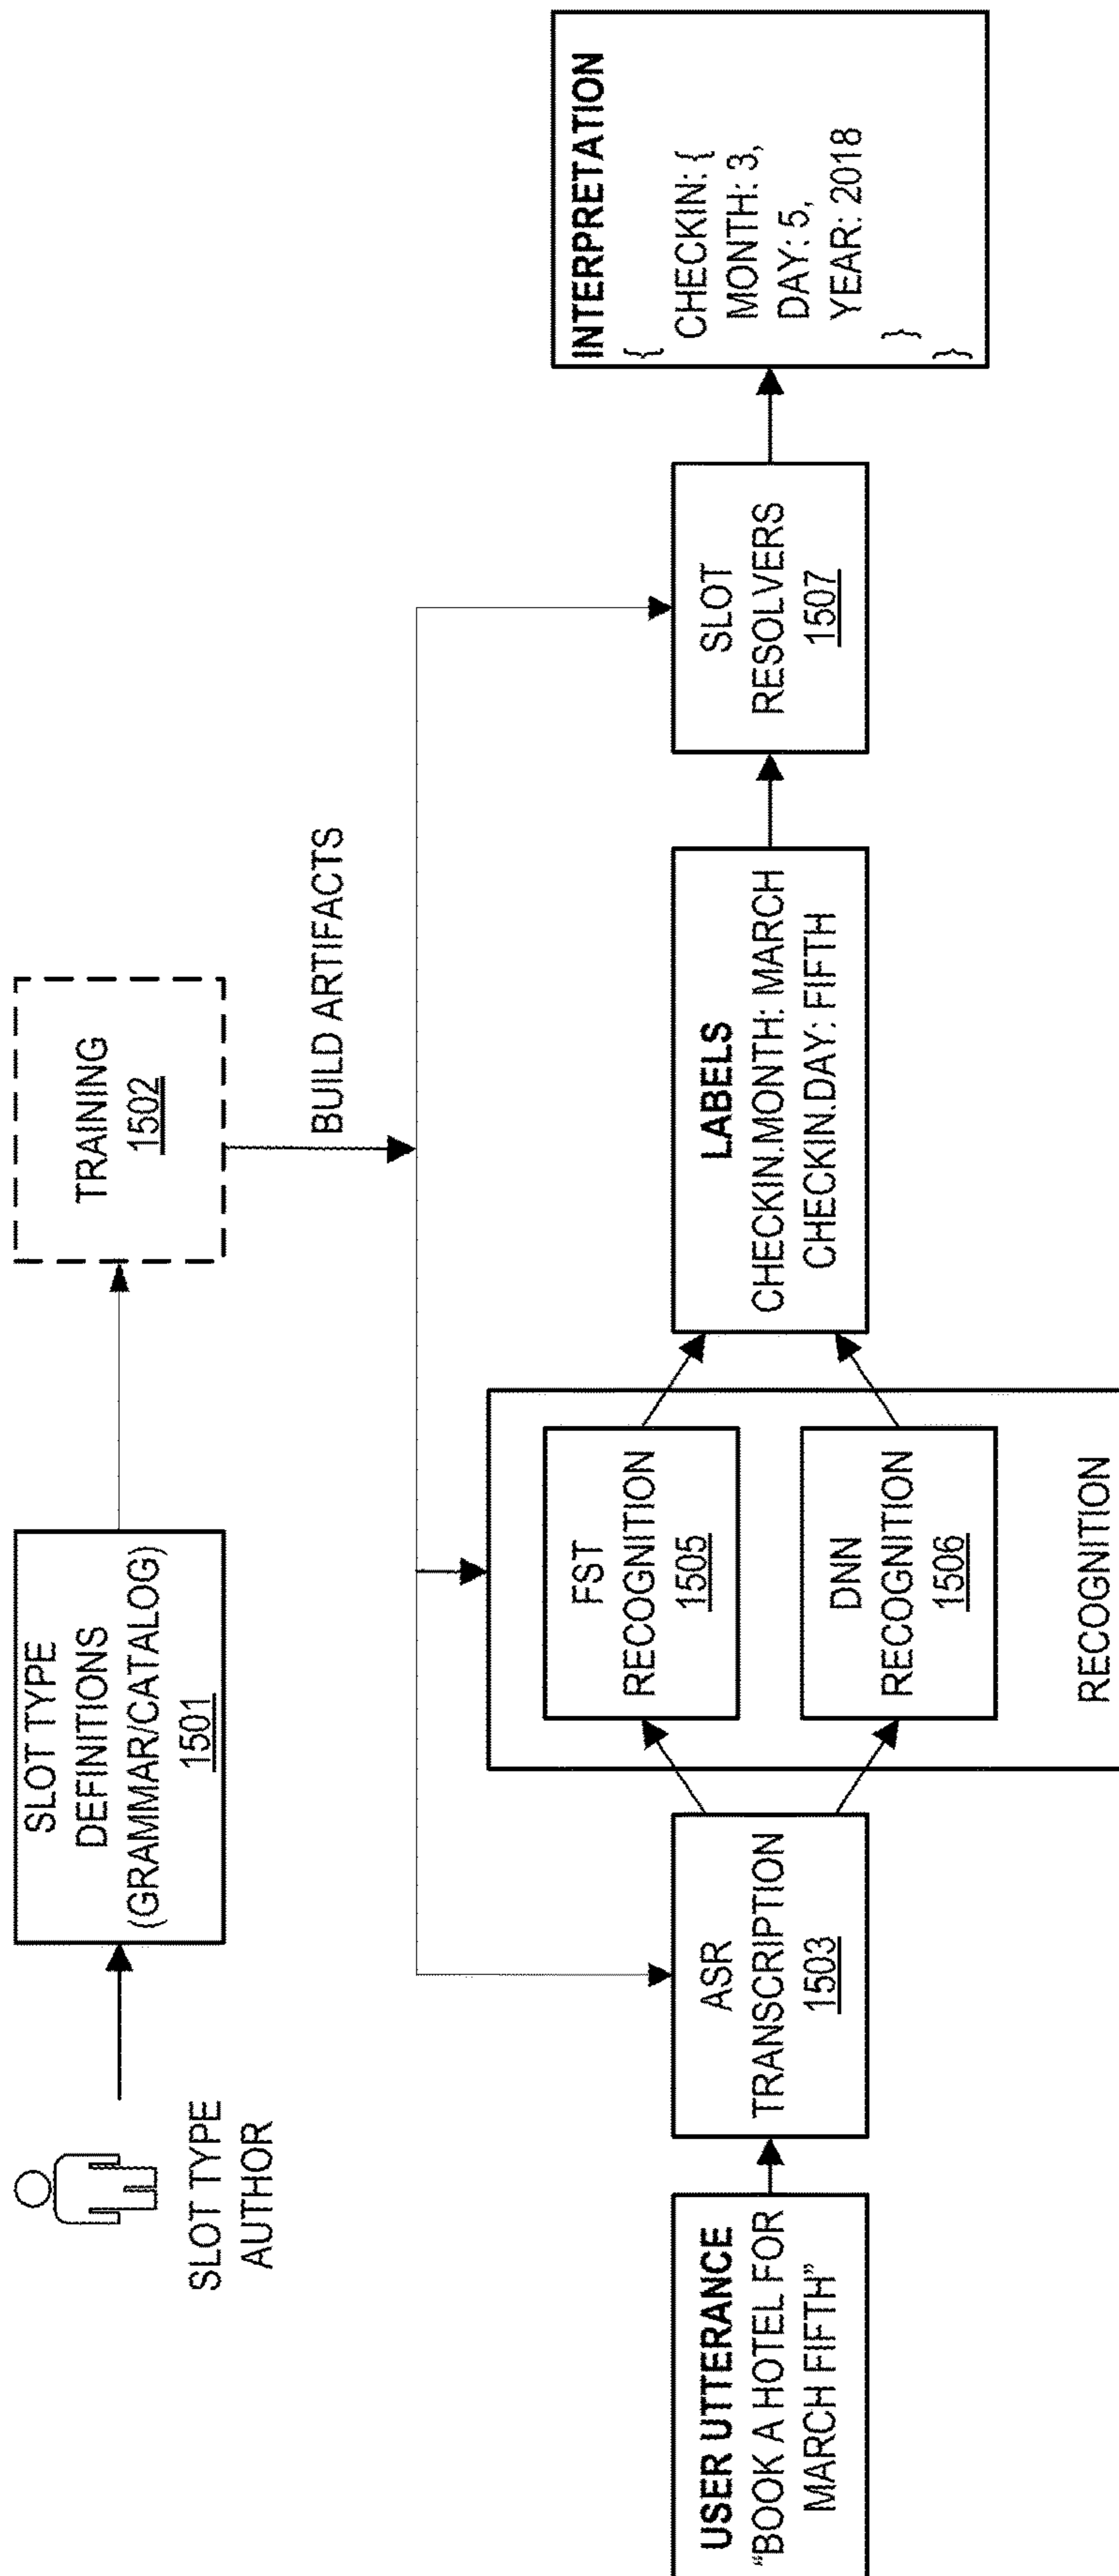 SLOT TYPE
AUTHOR
SLOT TYPE
DEFINITIONS
(GRAMMAR/CATALOG)
1501
TRAINING
1502
BUILD ARTIFACTS
USER UTTERANCE
“BOOK A HOTEL FOR
MARCH FIFTH”
ASR
TRANSCRIPTION
1503
FST
RECOGNITION
1505
DNN
RECOGNITION
1506
RECOGNITION
LABELS
CHECKIN.MONTH: MARCH
CHECKIN.DAY: FIFTH
SLOT
RESOLVERS
1507
INTERPRETATION
{
CHECKIN: {
MONTH: 3,
DAY: 5,
YEAR: 2018
}
}